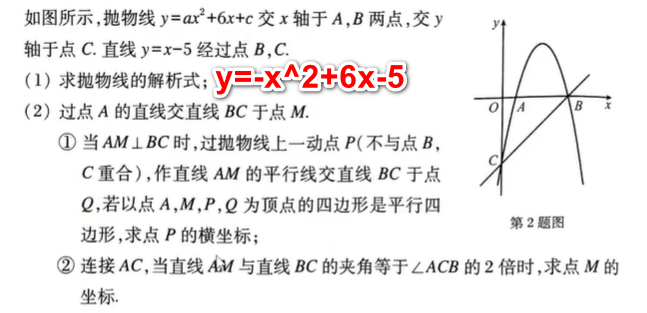 如图所示,抛物线 y=ax²+6x+c 交 x 轴于 A,B 两点,交 y
轴于点 C. 直线 y=x-5 经过点 B,C.
(1) 求抛物线的解析式; y=-x^2+6x-5
(2) 过点 A 的直线交直线 BC 于点 M.
① 当 AM⊥BC 时,过抛物线上一动点 P(不与点 B,
C 重合),作直线 AM 的平行线交直线 BC 于点
Q,若以点 A,M,P,Q 为顶点的四边形是平行四
边形,求点 P 的横坐标;
② 连接 AC,当直线 AM 与直线 BC 的夹角等于∠ACB 的 2 倍时,求点 M 的
坐标.
y
O
A
B
x
C
第 2 题图